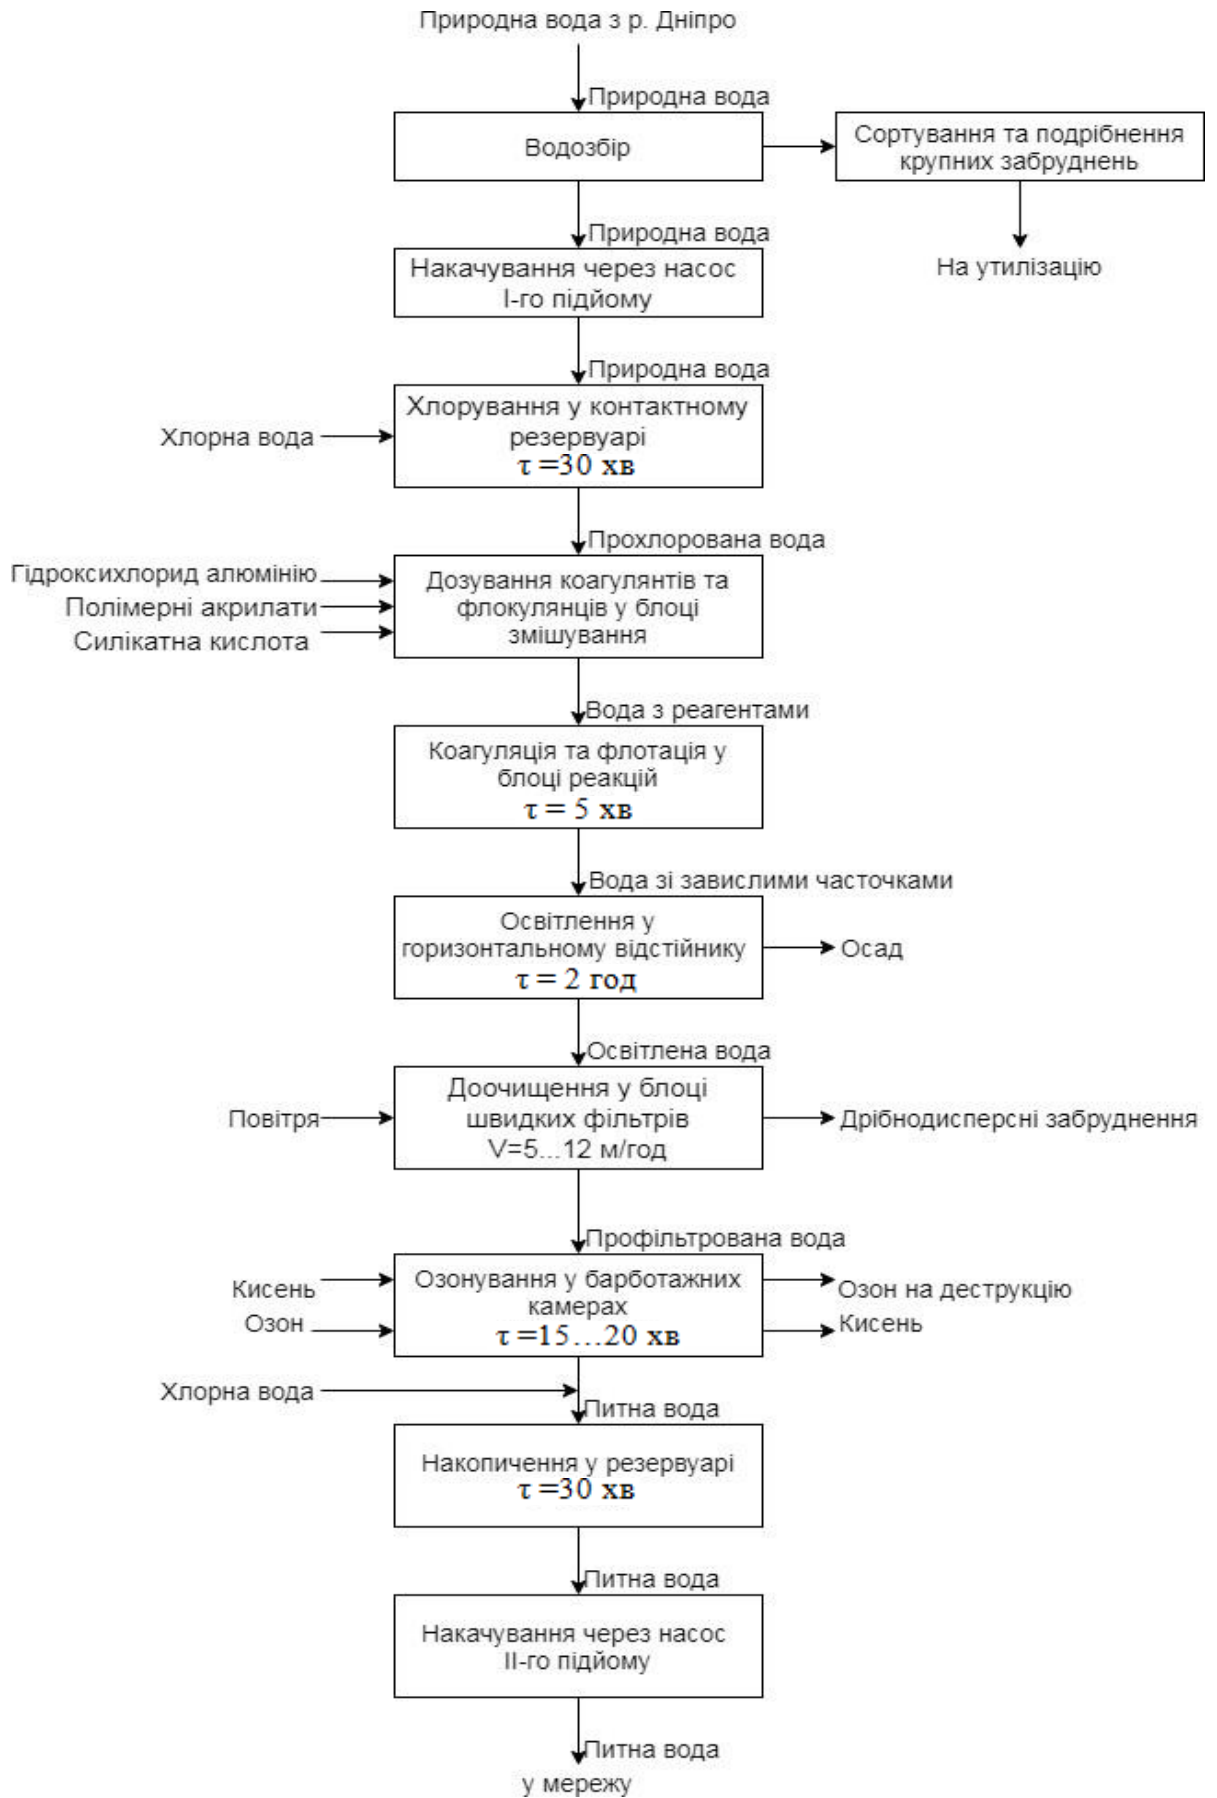 Природна вода з р. Дніпро
Природна вода
Водозбір
Сортування та подрібнення
крупних забруднень
Природна вода
На утилізацію
Накачування через насос
І-го підйому
Природна вода
Хлорна вода
Хлорування у контактному
резервуарі
τ =30 хв
Прохлорована вода
Гідроксихлорид алюмінію
Полімерні акрилати
Силікатна кислота
Дозування коагулянтів та
флокулянців у блоці
змішування
Вода з реагентами
Коагуляція та флотація у
блоці реакцій
τ = 5 хв
Вода зі завислими часточками
Освітлення у
горизонтальному відстійнику
τ = 2 год
Осад
Освітлена вода
Повітря
Доочищення у блоці
швидких фільтрів
V=5...12 м/год
Дрібнодисперсні забруднення
Профільтрована вода
Кисень
Озон
Озонування у барботажних
камерах
τ =15…20 хв
Озон на деструкцію
Кисень
Хлорна вода
Питна вода
Накопичення у резервуарі
τ =30 хв
Питна вода
Накачування через насос
ІІ-го підйому
Питна вода
у мережу